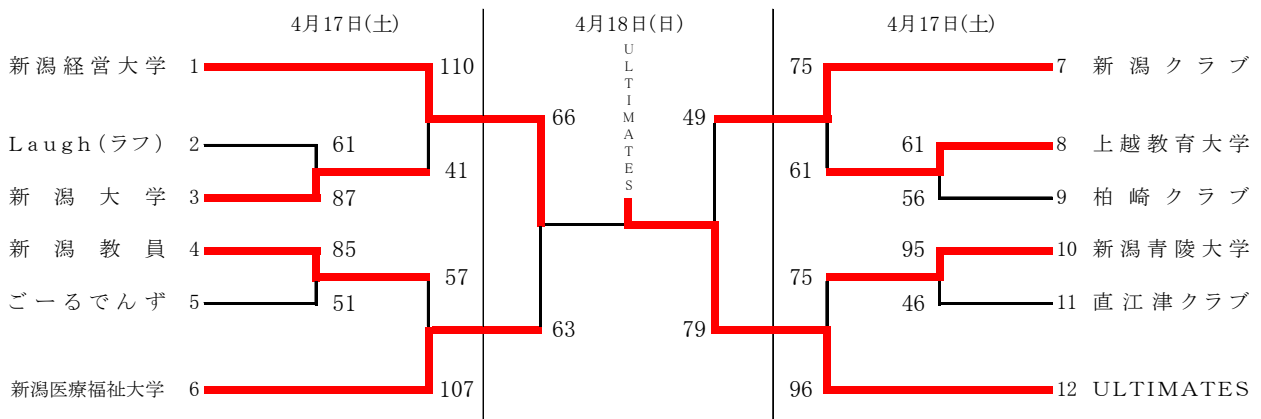 4月17日(土)
4月18日(日)
4月17日(土)
ULTIMATES
新潟経営大学 1
110
Laugh(ラフ) 2
61
41
新潟大学 3
87
新潟教員 4
85
57
ごーるでんず 5
51
新潟医療福祉大学 6
107
66
63
49
79
75
7 新潟クラブ
61
61
8 上越教育大学
56
9 柏崎クラブ
95
10 新潟青陵大学
75
46
11 直江津クラブ
96
12 ULTIMATES